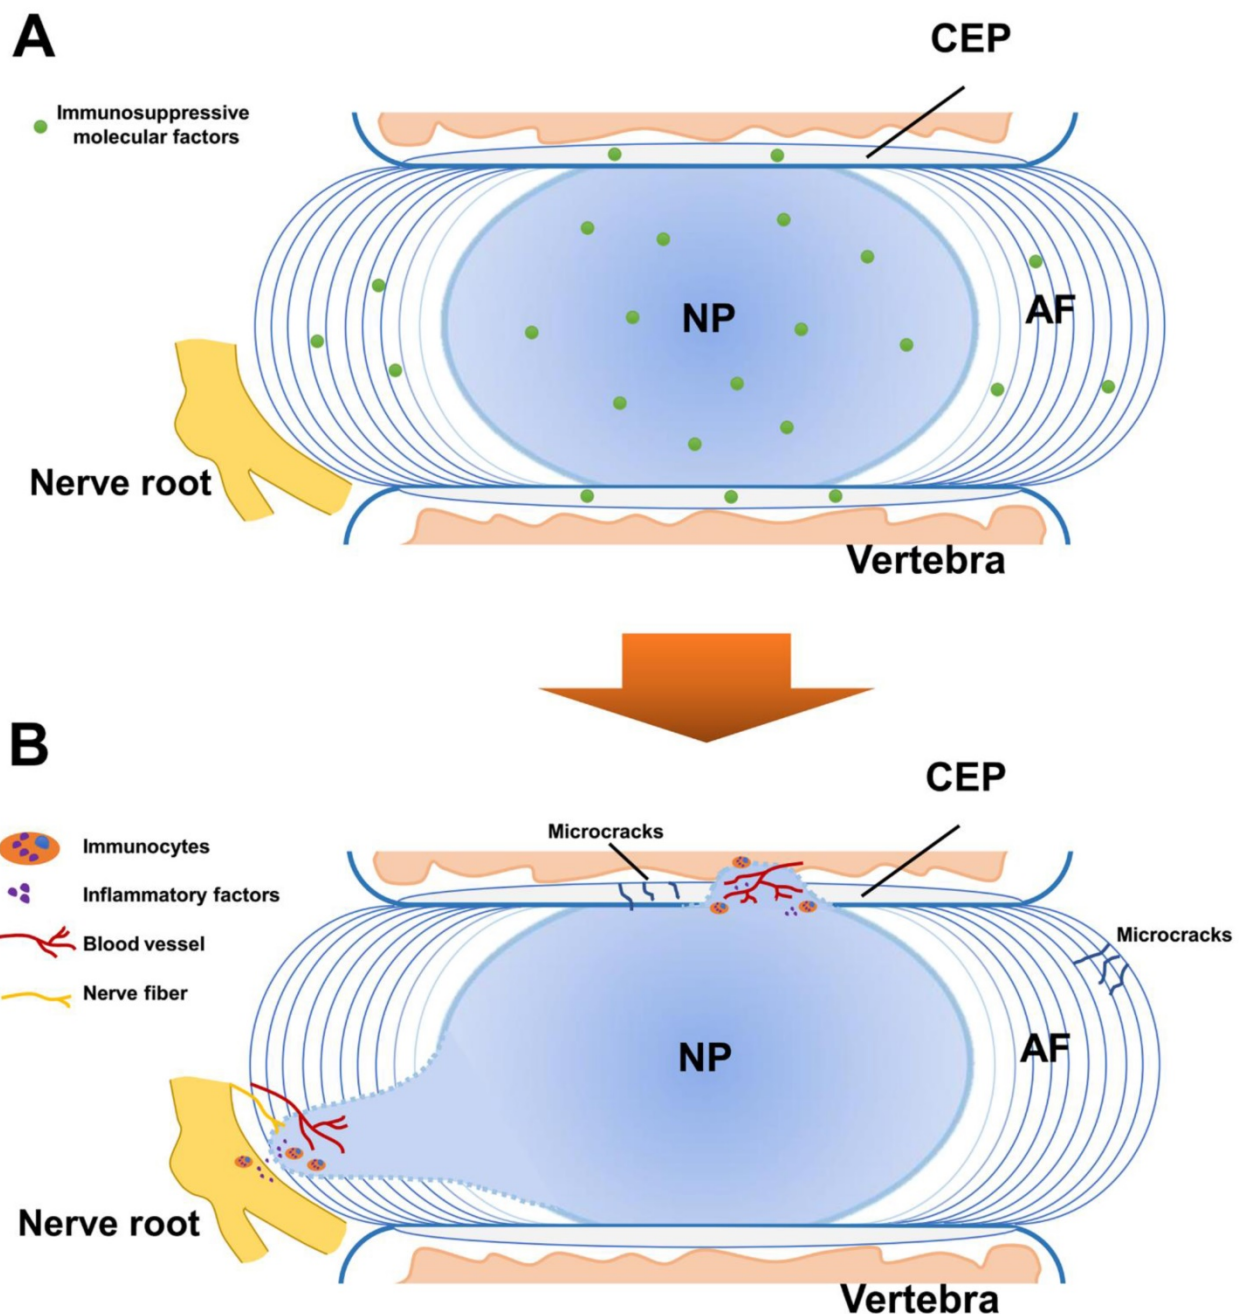 A
CEP
Immunosuppressive
molecular factors
NP
AF
Nerve root
Vertebra
B
CEP
Microcracks
Immunocytes
Inflammatory factors
Microcracks
Blood vessel
Nerve fiber
NP
AF
Nerve root
Vertebra